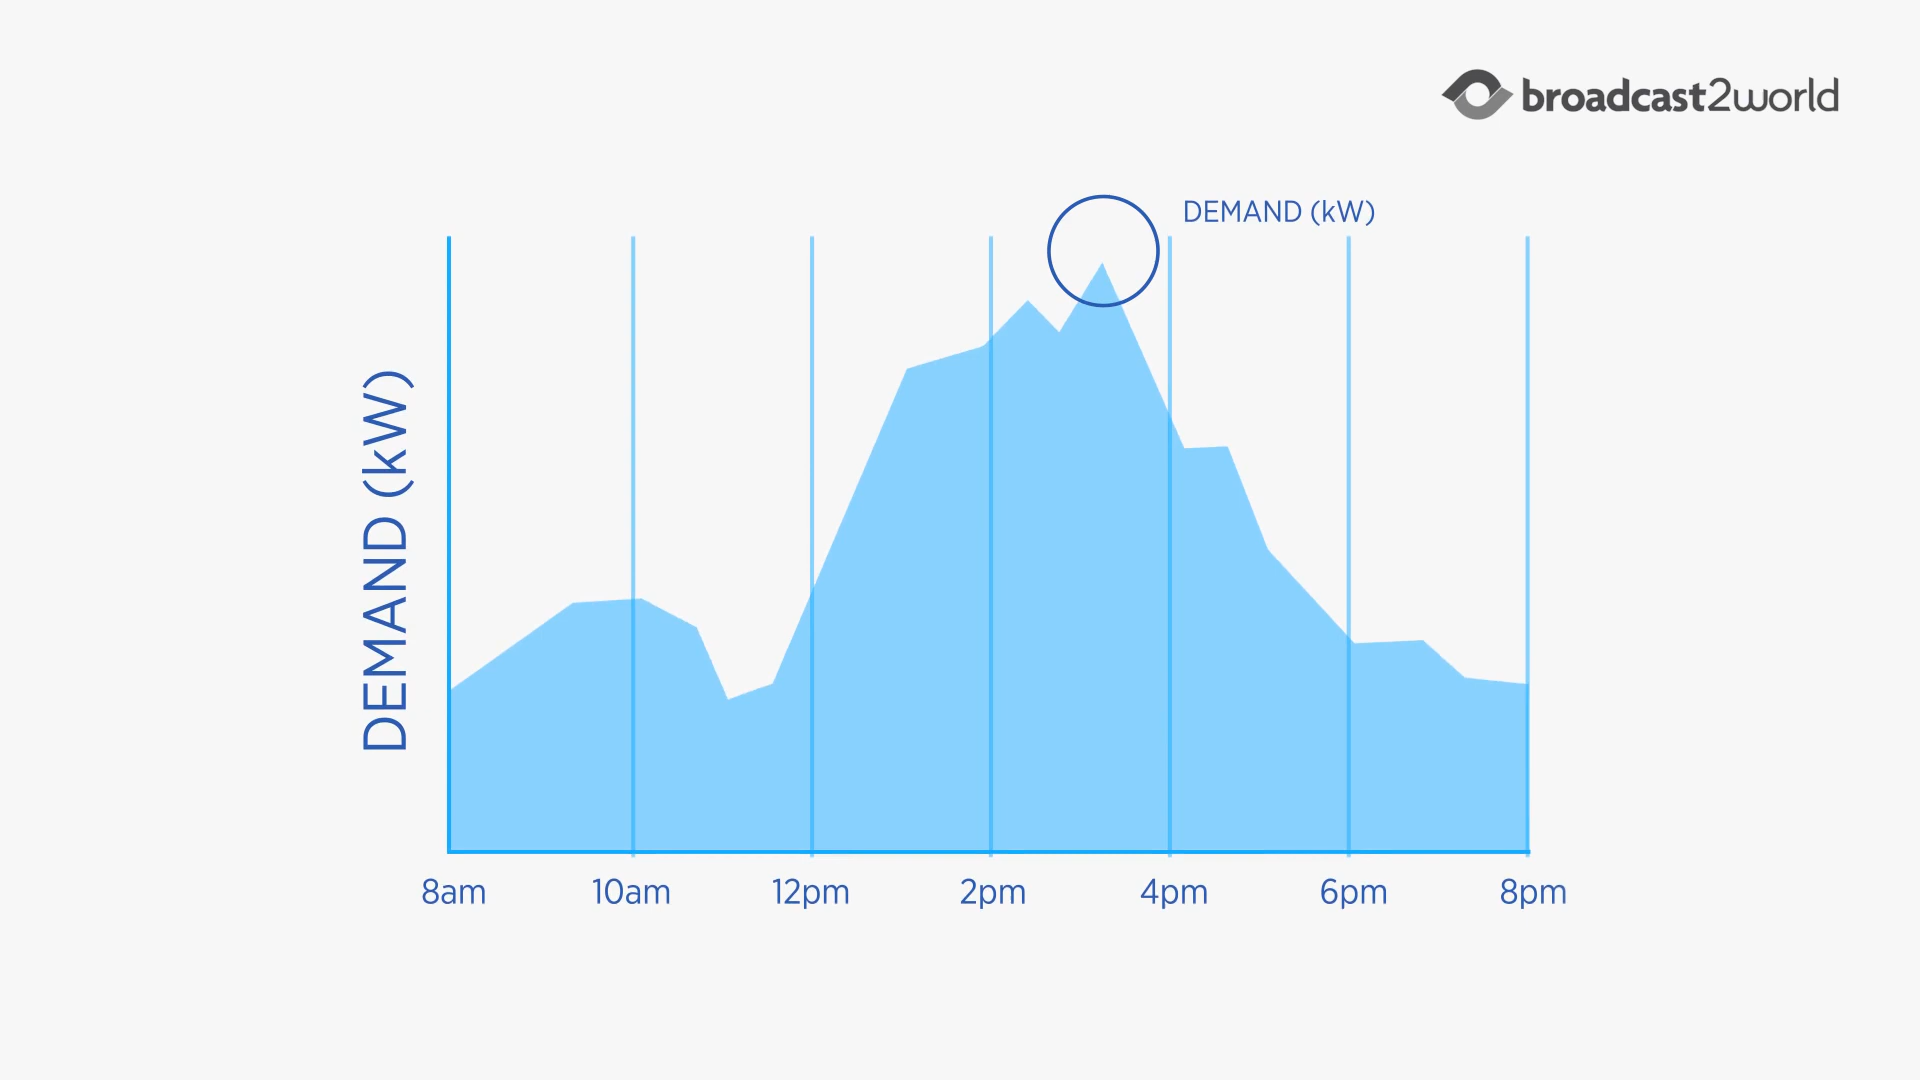 broadcast2world
DEMAND (kW)
DEMAND (kW)
8am
10am
12pm
2pm
4pm
6pm
8pm